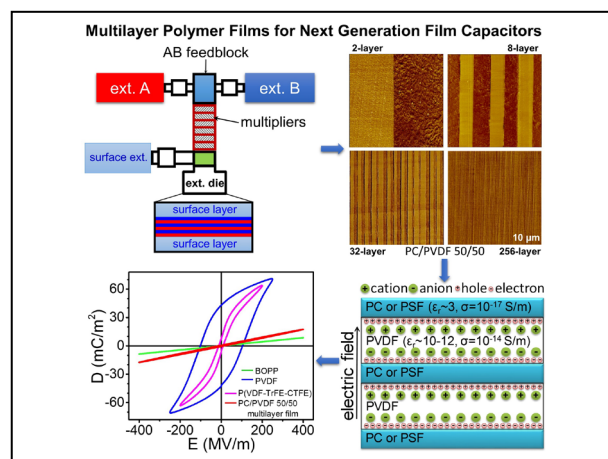 Multilayer Polymer Films for Next Generation Film Capacitors
AB feedblock
ext. A
ext. B
multipliers
surface ext.
ext. die
surface layer
surface layer
2-layer
8-layer
10 μm
32-layer
PC/PVDF 50/50
256-layer
cation anion hole electron
PC or PSF (εr~3, σ=10-17 S/m)
PVDF (εr~10-12, σ=10-14 S/m)
PC or PSF
PVDF
PC or PSF
electric field
D (mC/m2)
60
30
0
-30
-60
BOPP
PVDF
P(VDF-TrFE-CTFE)
PC/PVDF 50/50
multilayer film
-400 -200 0 200 400
E (MV/m)